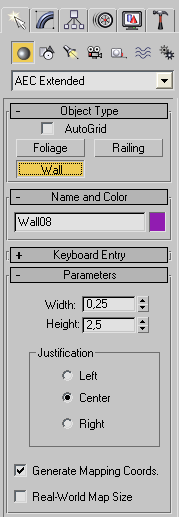 AEC Extended
- Object Type
AutoGrid
Foliage Railing
Wall
- Name and Color
Wall08
+ Keyboard Entry
- Parameters
Width: 0,25
Height: 2,5
Justification
Left
Center
Right
Generate Mapping Coords.
Real-World Map Size